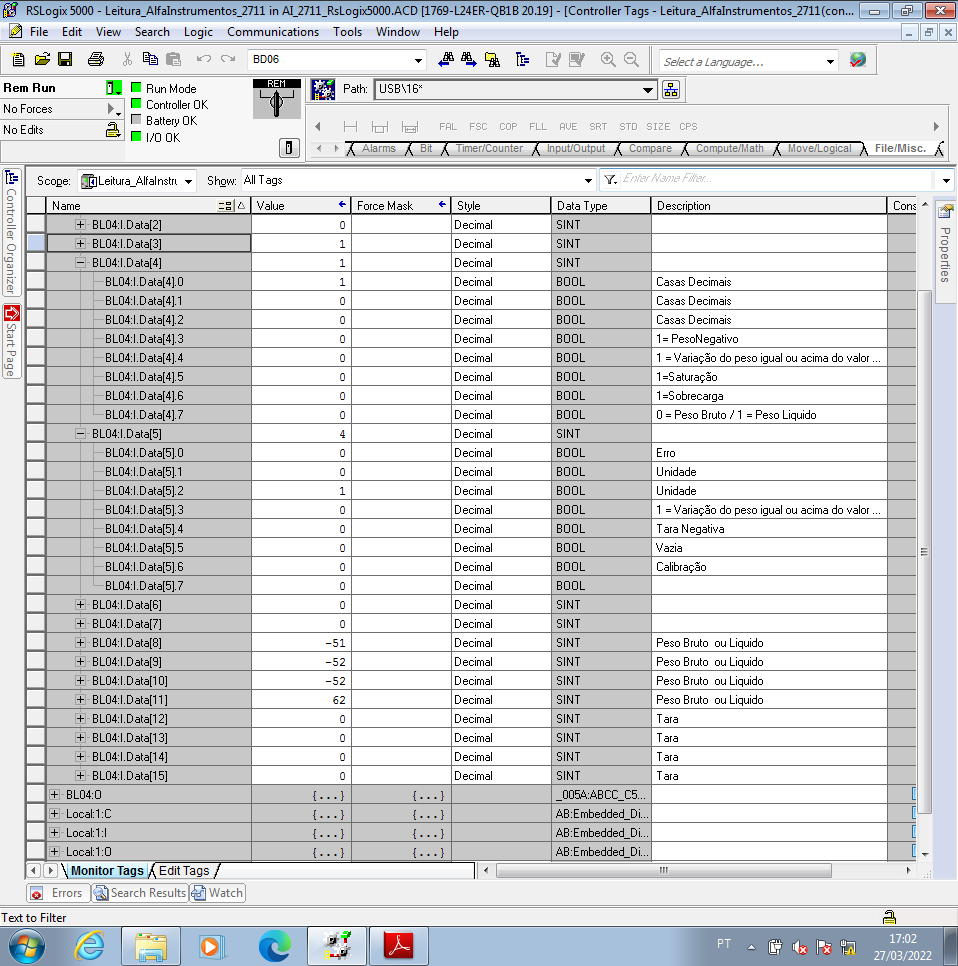 RSLogix 5000 - Leitura_AlfaInstrumentos_2711 in AI_2711_RsLogix5000.ACD [1769-L24ER-QB1B 20.19] - [Controller Tags - Leitura_AlfaInstrumentos_2711(con...
File Edit View Search Logic Communications Tools Window Help
BD06
Select a Language...
Rem Run
Run Mode
No Forces
Controller OK
Battery OK
No Edits
I/O OK
REM
Path: USB\16*
FAL FSC COP FLL AVE SRT STD SIZE CPS
Alarms Bit Timer/Counter Input/Output Compare Compute/Math Move/Logical File/Misc.
Controller Organizer
Start Page
Properties
Scope: Leitura_AlfaInstru Show: All Tags Enter Name Filter...
Name Value Force Mask Style Data Type Description Cons
BL04:I.Data[2] 0 Decimal SINT
BL04:I.Data[3] 1 Decimal SINT
BL04:I.Data[4] 1 Decimal SINT
BL04:I.Data[4].0 1 Decimal BOOL Casas Decimais
BL04:I.Data[4].1 0 Decimal BOOL Casas Decimais
BL04:I.Data[4].2 0 Decimal BOOL Casas Decimais
BL04:I.Data[4].3 0 Decimal BOOL 1= PesoNegativo
BL04:I.Data[4].4 0 Decimal BOOL 1 = Variação do peso igual ou acima do valor ...
BL04:I.Data[4].5 0 Decimal BOOL 1=Saturação
BL04:I.Data[4].6 0 Decimal BOOL 1=Sobrecarga
BL04:I.Data[4].7 0 Decimal BOOL 0 = Peso Bruto / 1 = Peso Liquido
BL04:I.Data[5] 4 Decimal SINT
BL04:I.Data[5].0 0 Decimal BOOL Erro
BL04:I.Data[5].1 0 Decimal BOOL Unidade
BL04:I.Data[5].2 1 Decimal BOOL Unidade
BL04:I.Data[5].3 0 Decimal BOOL 1 = Variação do peso igual ou acima do valor ...
BL04:I.Data[5].4 0 Decimal BOOL Tara Negativa
BL04:I.Data[5].5 0 Decimal BOOL Vazia
BL04:I.Data[5].6 0 Decimal BOOL Calibração
BL04:I.Data[5].7 0 Decimal BOOL
BL04:I.Data[6] 0 Decimal SINT
BL04:I.Data[7] 0 Decimal SINT
BL04:I.Data[8] -51 Decimal SINT Peso Bruto ou Liquido
BL04:I.Data[9] -52 Decimal SINT Peso Bruto ou Liquido
BL04:I.Data[10] -52 Decimal SINT Peso Bruto ou Liquido
BL04:I.Data[11] 62 Decimal SINT Peso Bruto ou Liquido
BL04:I.Data[12] 0 Decimal SINT Tara
BL04:I.Data[13] 0 Decimal SINT Tara
BL04:I.Data[14] 0 Decimal SINT Tara
BL04:I.Data[15] 0 Decimal SINT Tara
BL04:O {...} {...} _005A:ABCC_C5...
Local:1:C {...} {...} AB:Embedded_Di...
Local:1:I {...} {...} AB:Embedded_Di...
Local:1:O {...} {...} AB:Embedded_Di...
Monitor Tags Edit Tags
Errors Search Results Watch
Text to Filter
PT
17:02
27/03/2022